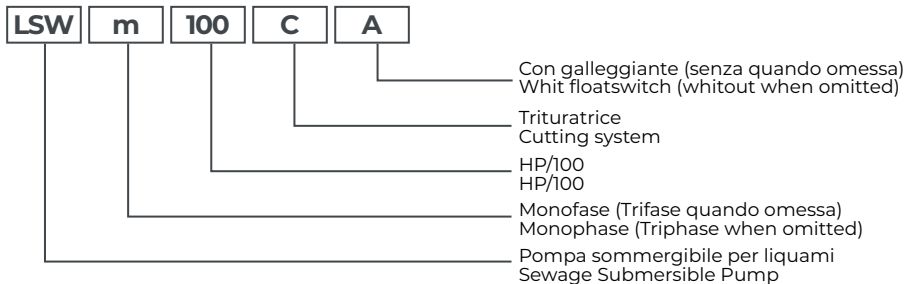 LSW m 100 C A
Con galleggiante (senza quando omessa)
Whit floatswitch (whitout when omitted)
Trituratrice
Cutting system
HP/100
HP/100
Monofase (Trifase quando omessa)
Monophase (Triphase when omitted)
Pompa sommergibile per liquami
Sewage Submersible Pump